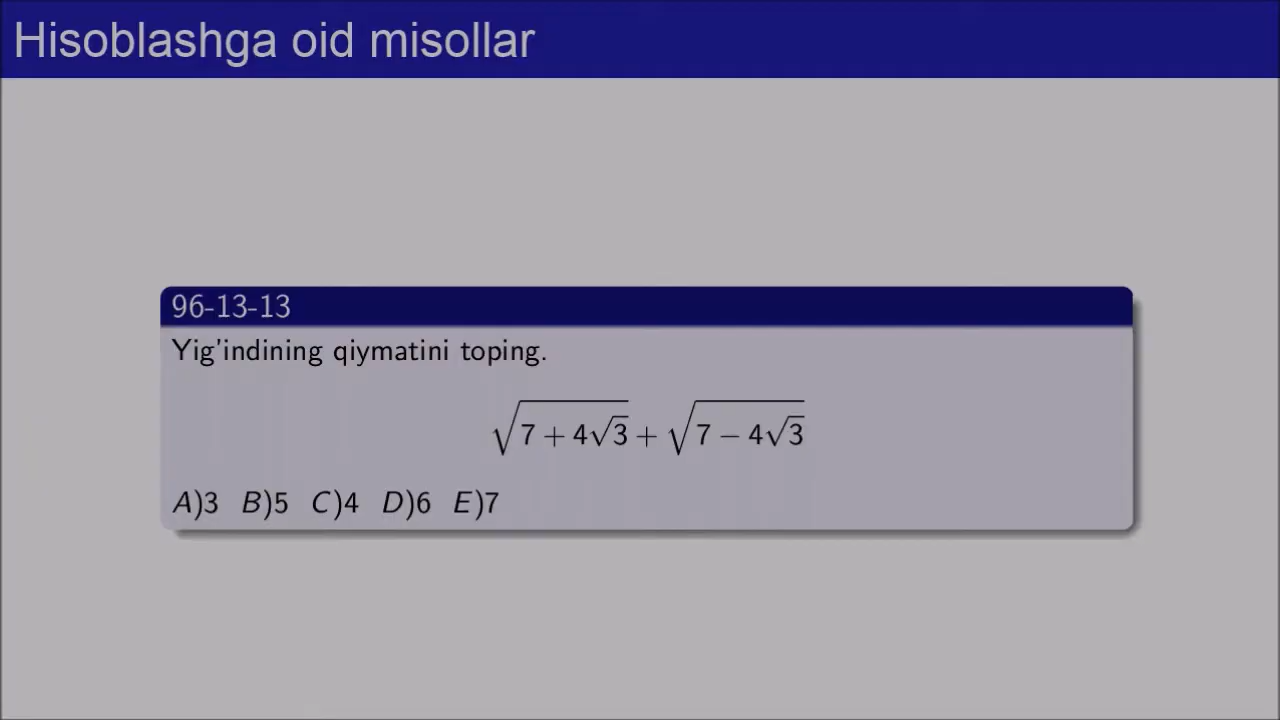 Hisoblashga oid misollar
96-13-13
Yig'indining qiymatini toping.
√(7 + 4√3) + √(7 − 4√3)
A)3 B)5 C)4 D)6 E)7